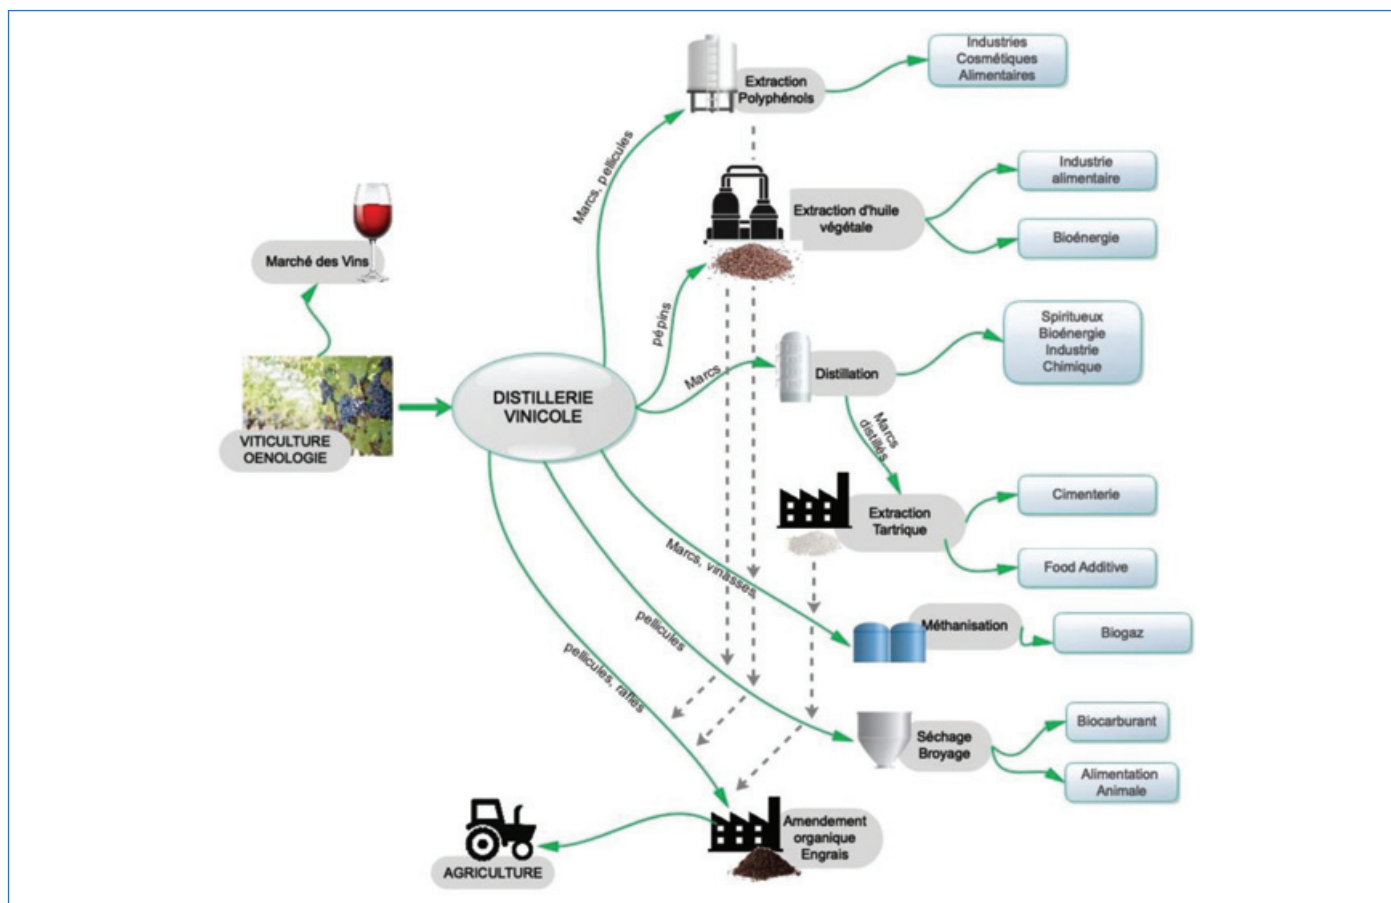 Industries
Cosmétiques
Alimentaires
Extraction
Polyphénols
Marcs, pellicules
Industrie
alimentaire
Extraction d'huile
végétale
Bioénergie
Marché des Vins
pépins
Spiritueux
Bioénergie
Industrie
Chimique
Marcs
Distillation
DISTILLERIE
VINICOLE
VITICULTURE
OENOLOGIE
Marcs
distillés
Cimenterie
Extraction
Tartrique
Food Additive
Marcs, vinasses
Méthanisation
Biogaz
pellicules
pellicules, rafles
Biocarburant
Séchage
Broyage
Alimentation
Animale
Amendement
organique
Engrais
AGRICULTURE